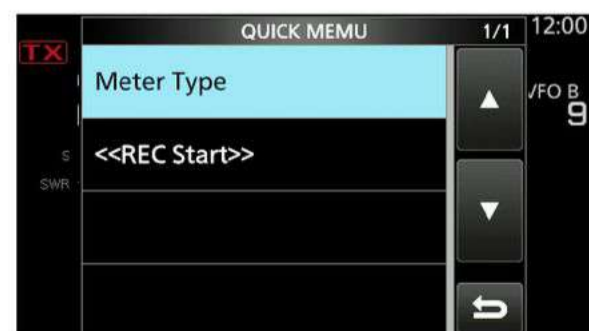 QUICK MEMU 1/1 12:00
TX
Meter Type
VFO B
9
<<REC Start>>
S
SWR